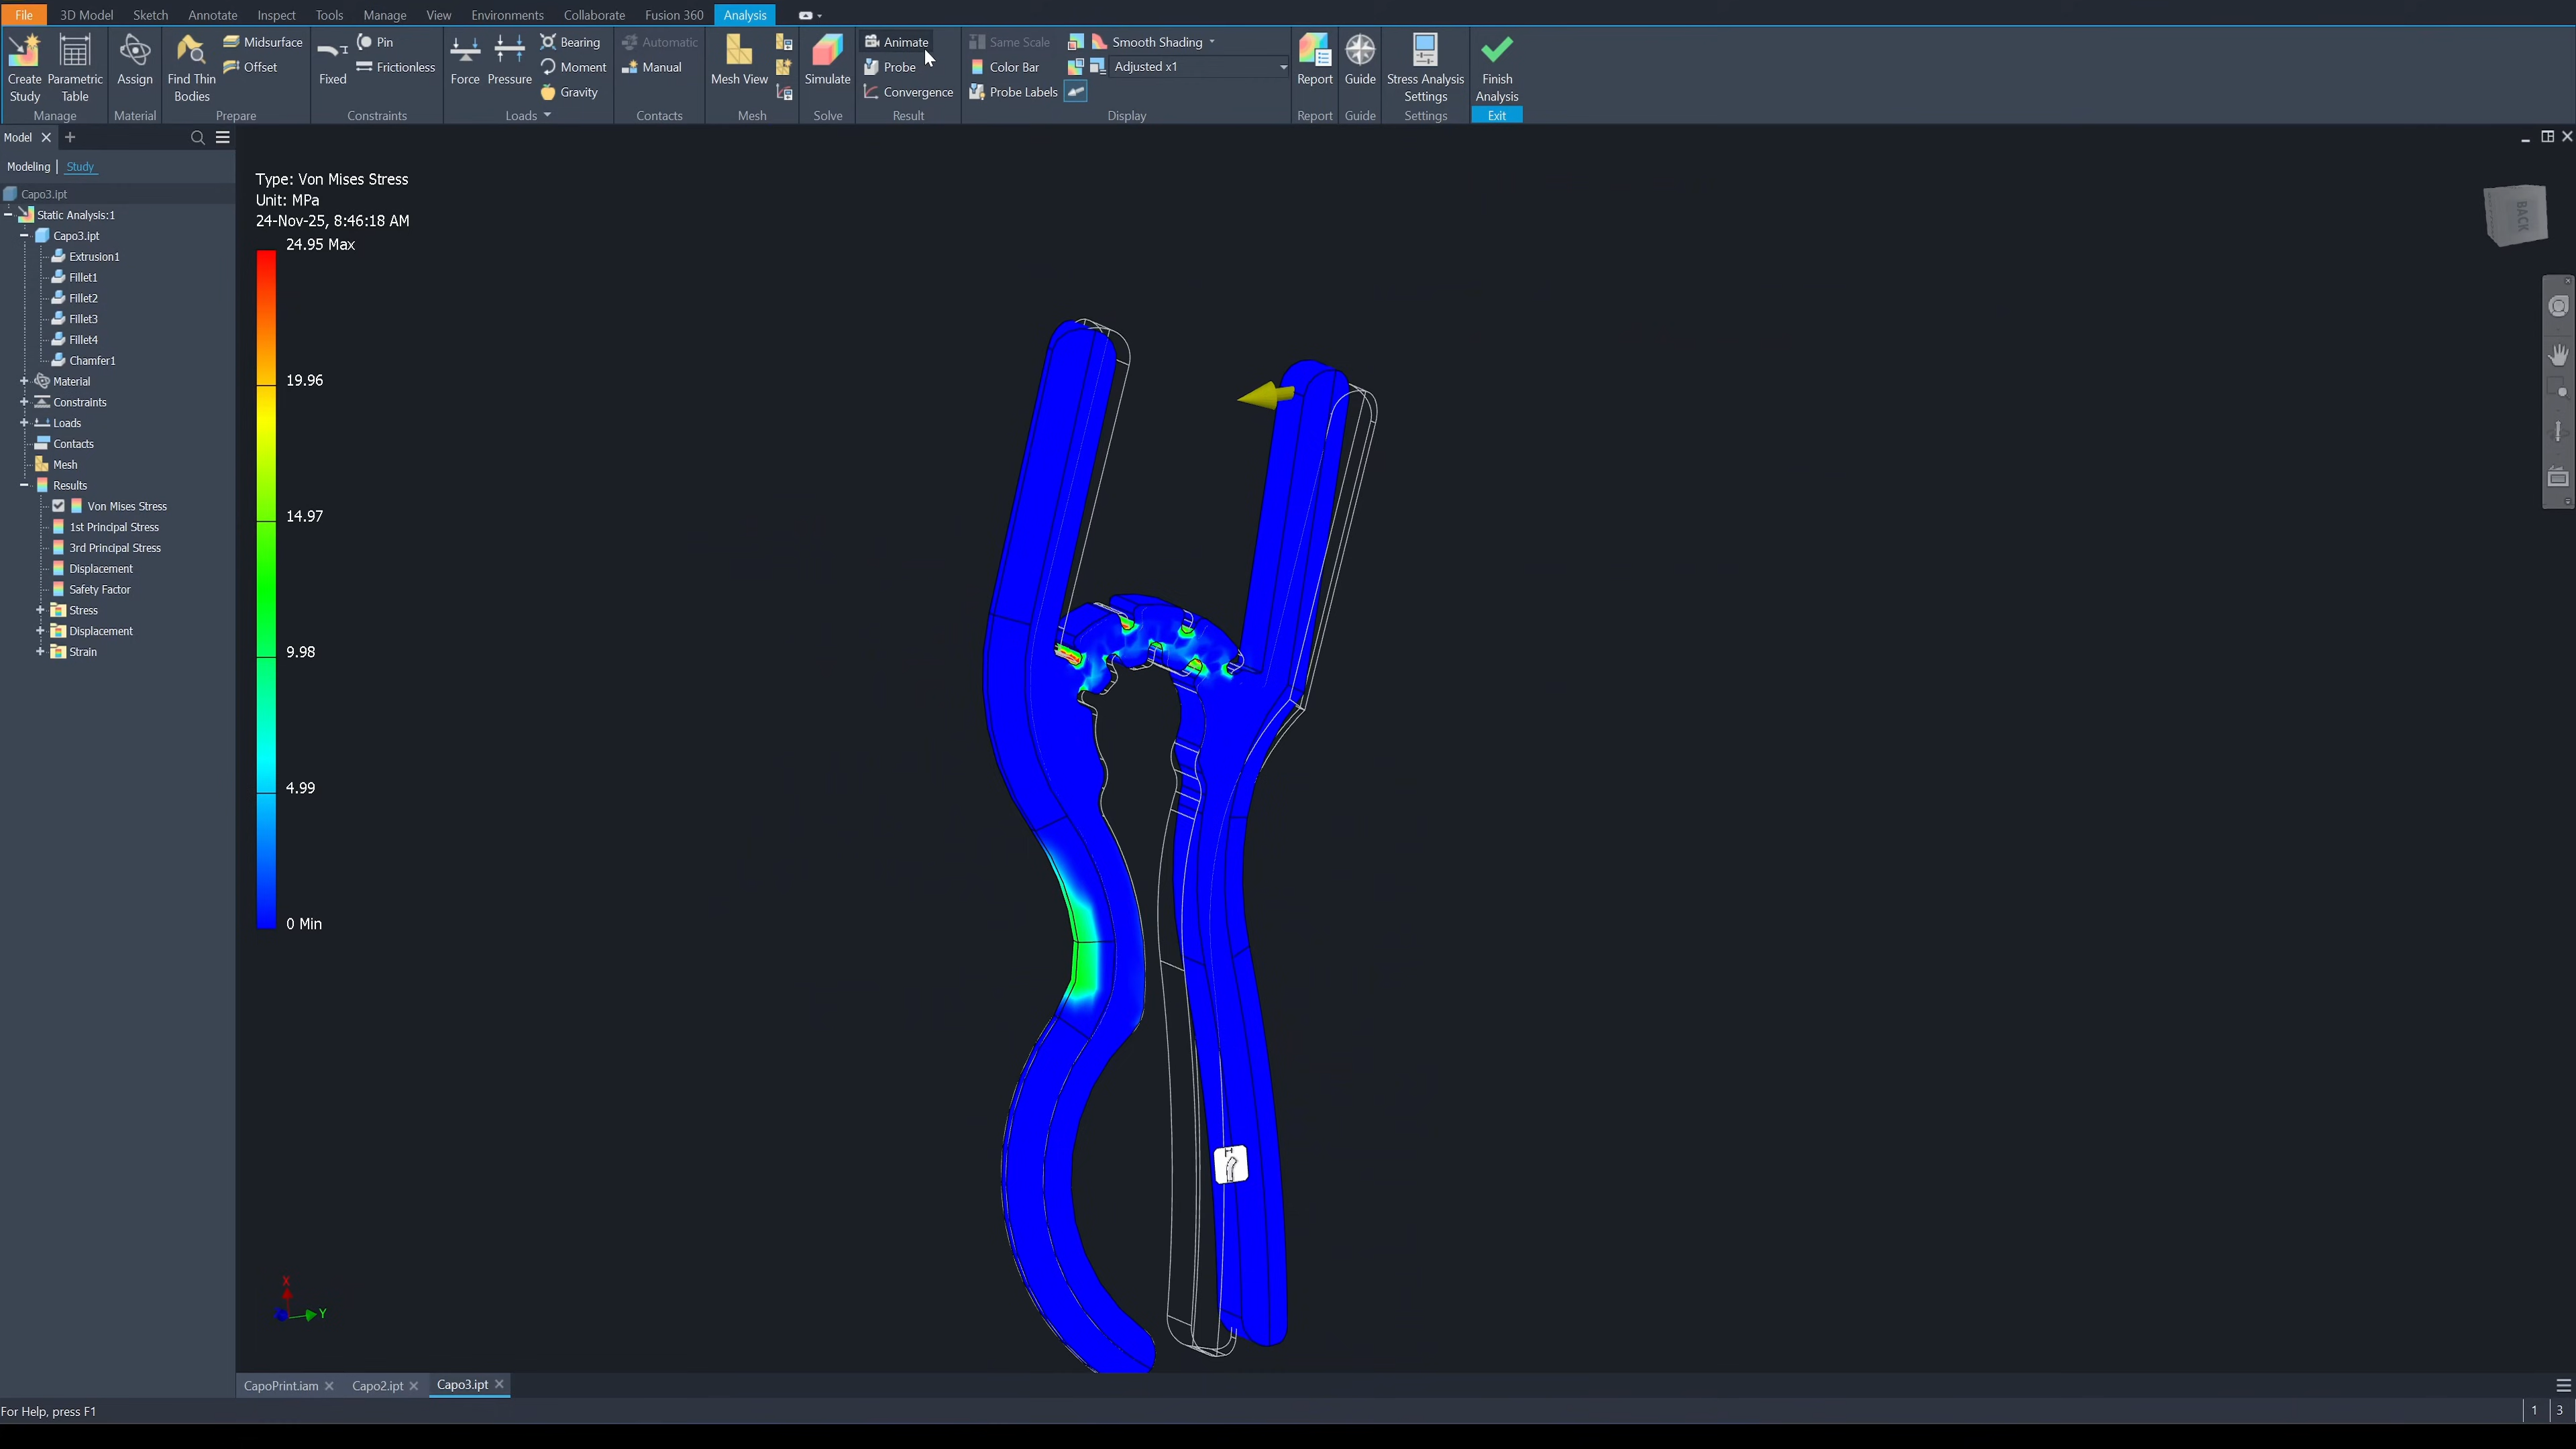 File 3D Model Sketch Annotate Inspect Tools Manage View Environments Collaborate Fusion 360 Analysis
Create Study
Parametric Table
Manage
Assign
Material
Find Thin Bodies
Midsurface
Offset
Prepare
Fixed
Pin
Frictionless
Constraints
Force
Pressure
Bearing
Moment
Gravity
Loads
Automatic
Manual
Contacts
Mesh View
Mesh
Simulate
Solve
Animate
Probe
Convergence
Result
Same Scale
Color Bar
Probe Labels
Smooth Shading
Adjusted x1
Display
Report
Report
Guide
Guide
Stress Analysis Settings
Settings
Finish Analysis
Exit
Model
Modeling | Study
Capo3.ipt
Static Analysis:1
Capo3.ipt
Extrusion1
Fillet1
Fillet2
Fillet3
Fillet4
Chamfer1
Material
Constraints
Loads
Contacts
Mesh
Results
Von Mises Stress
1st Principal Stress
3rd Principal Stress
Displacement
Safety Factor
Stress
Displacement
Strain
Type: Von Mises Stress
Unit: MPa
24-Nov-25, 8:46:18 AM
24.95 Max
19.96
14.97
9.98
4.99
0 Min
BACK
X
Y
CapoPrint.iam
Capo2.ipt
Capo3.ipt
For Help, press F1
1 3